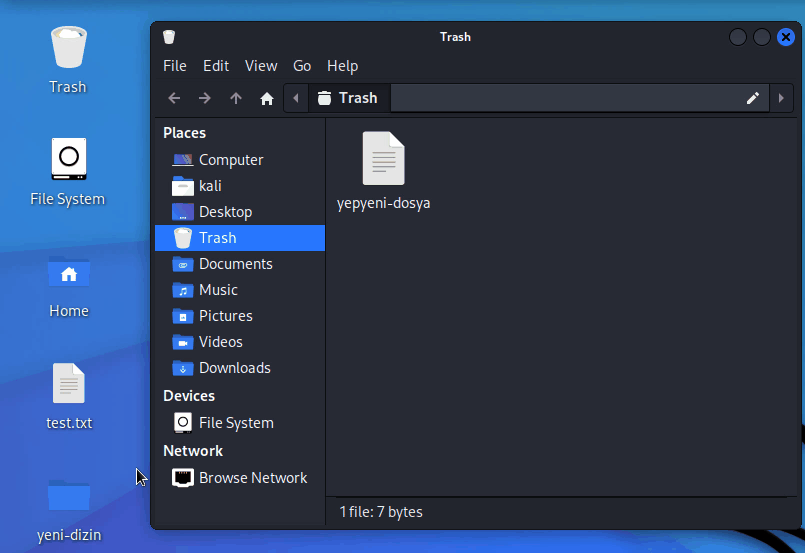 Trash
File System
Home
test.txt
yeni-dizin
Trash
File Edit View Go Help
Trash
Places
Computer
kali
Desktop
Trash
Documents
Music
Pictures
Videos
Downloads
Devices
File System
Network
Browse Network
yepyeni-dosya
1 file: 7 bytes